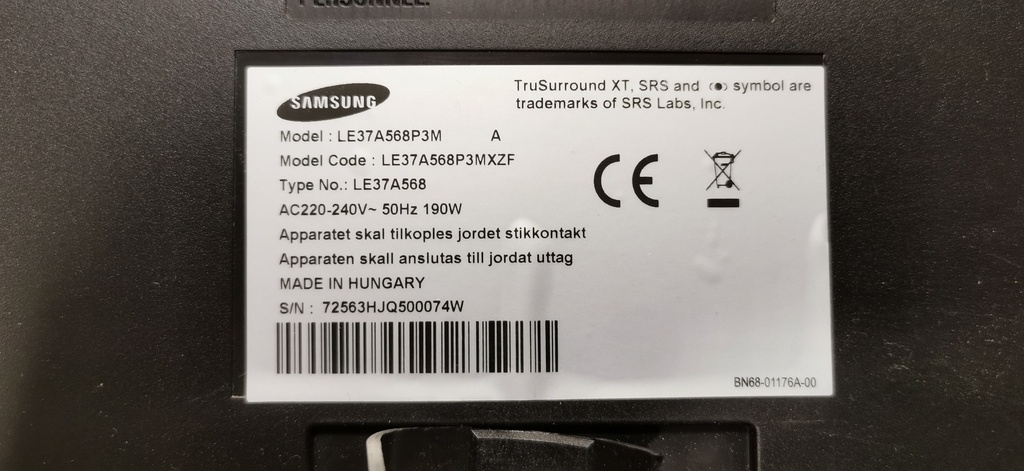 PERSONNEL.
SAMSUNG
TruSurround XT, SRS and (●) symbol are
trademarks of SRS Labs, Inc.
Model : LE37A568P3M A
Model Code : LE37A568P3MXZF
Type No.: LE37A568
AC220-240V~ 50Hz 190W
Apparatet skal tilkoples jordet stikkontakt
Apparaten skall anslutas till jordat uttag
MADE IN HUNGARY
S/N : 72563HJQ500074W
CE
BN68-01176A-00